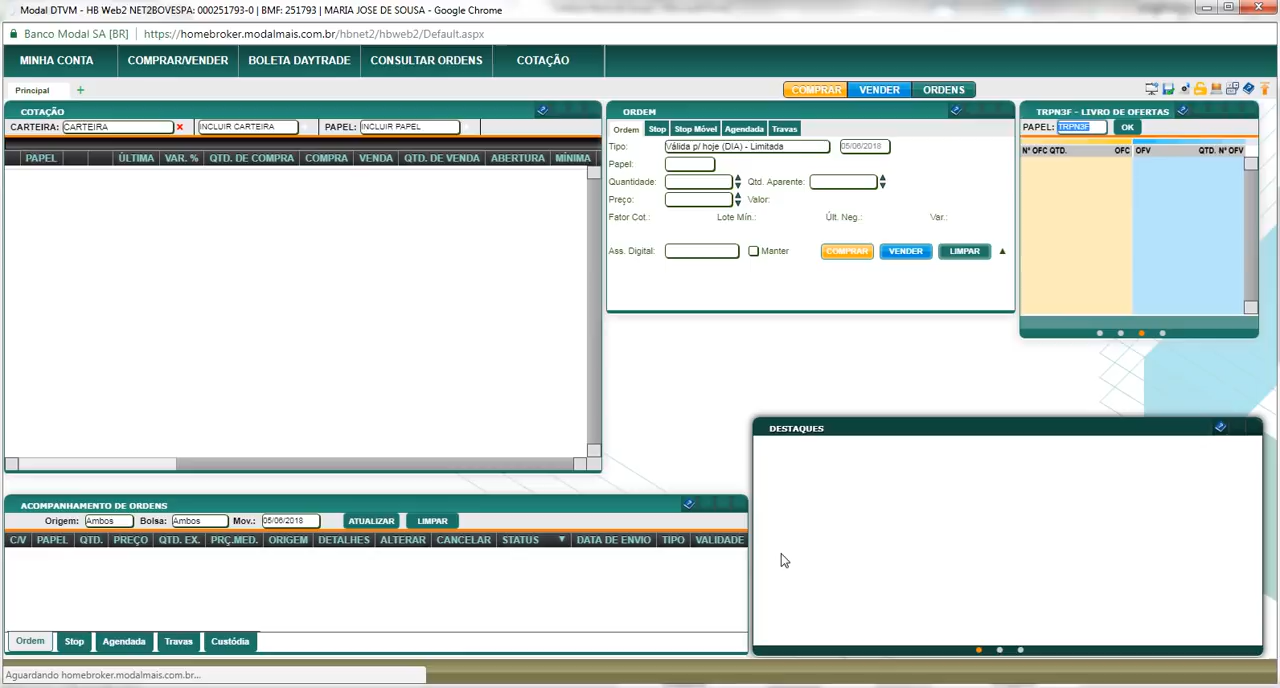 Modal DTVM - HB Web2 NET2BOVESPA: 000251793-0 | BMF: 251793 | MARIA JOSE DE SOUSA - Google Chrome
Banco Modal SA [BR] | https://homebroker.modalmais.com.br/hbnet2/hbweb2/Default.aspx
MINHA CONTA COMPRAR/VENDER BOLETA DAYTRADE CONSULTAR ORDENS COTAÇÃO
Principal + COMPRAR VENDER ORDENS
COTAÇÃO
CARTEIRA: CARTEIRA INCLUIR CARTEIRA PAPEL: INCLUIR PAPEL
PAPEL ÚLTIMA VAR. % QTD. DE COMPRA COMPRA VENDA QTD. DE VENDA ABERTURA MÍNIMA
ORDEM
Ordem Stop Stop Móvel Agendada Travas
Tipo: Válida p/ hoje (DIA) - Limitada 05/06/2018
Papel:
Quantidade: Qtd. Aparente:
Preço: Valor:
Fator Cot.: Lote Mín.: Últ. Neg.: Var.:
Ass. Digital: Manter COMPRAR VENDER LIMPAR
TRPN3F - LIVRO DE OFERTAS
PAPEL: TRPN3F OK
Nº OFC QTD. OFC OFV QTD. Nº OFV
DESTAQUES
ACOMPANHAMENTO DE ORDENS
Origem: Ambos Bolsa: Ambos Mov.: 05/06/2018 ATUALIZAR LIMPAR
C/V PAPEL QTD. PREÇO QTD. EX. PRÇ.MED. ORIGEM DETALHES ALTERAR CANCELAR STATUS DATA DE ENVIO TIPO VALIDADE
Ordem Stop Agendada Travas Custódia
Aguardando homebroker.modalmais.com.br...